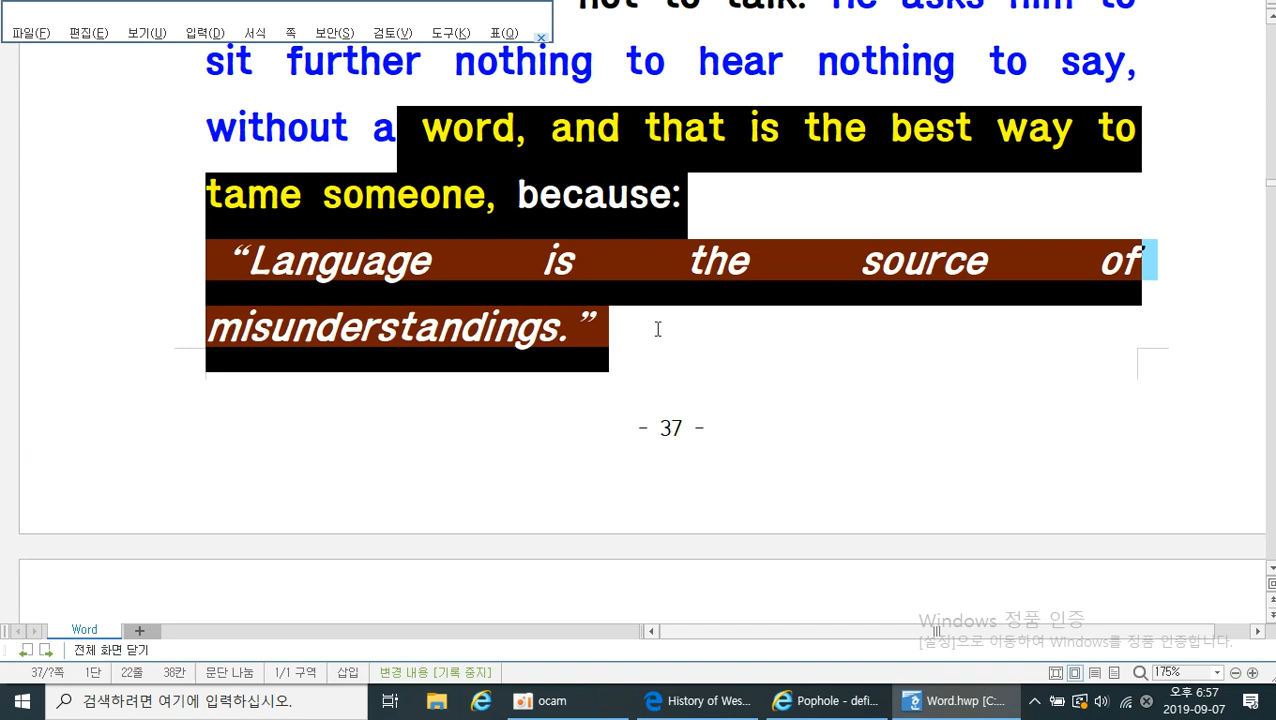 not to talk. He asks him to
파일(F) 편집(E) 보기(U) 입력(D) 서식 쪽 보안(S) 검토(V) 도구(K) 표(Q)
sit further nothing to hear nothing to say,
without a word, and that is the best way to
tame someone, because:
“Language is the source of
misunderstandings.”
- 37 -
Windows 정품 인증
[설정]으로 이동하여 Windows를 정품 인증합니다.
Word
전체 화면 닫기
37/?쪽 1단 22줄 38칸 문단 나눔 1/1 구역 삽입 변경 내용 [기록 중지] 175%
검색하려면 여기에 입력하십시오. ocam History of Wes... Pophole - defi... Word.hwp [C:... 오후 6:57
2019-09-07